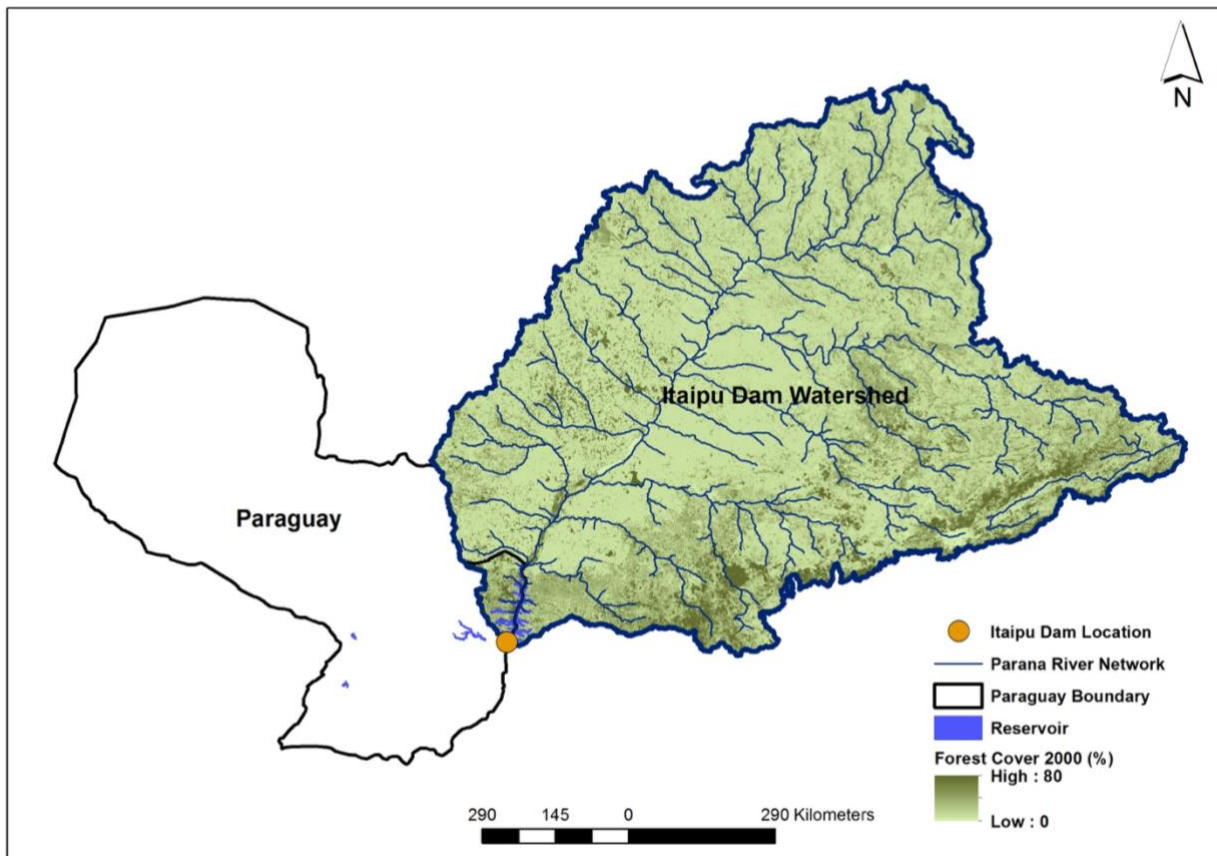 N
Itaipu Dam Watershed
Paraguay
Itaipu Dam Location
Parana River Network
Paraguay Boundary
Reservoir
Forest Cover 2000 (%)
High : 80
Low : 0
290 145 0 290 Kilometers